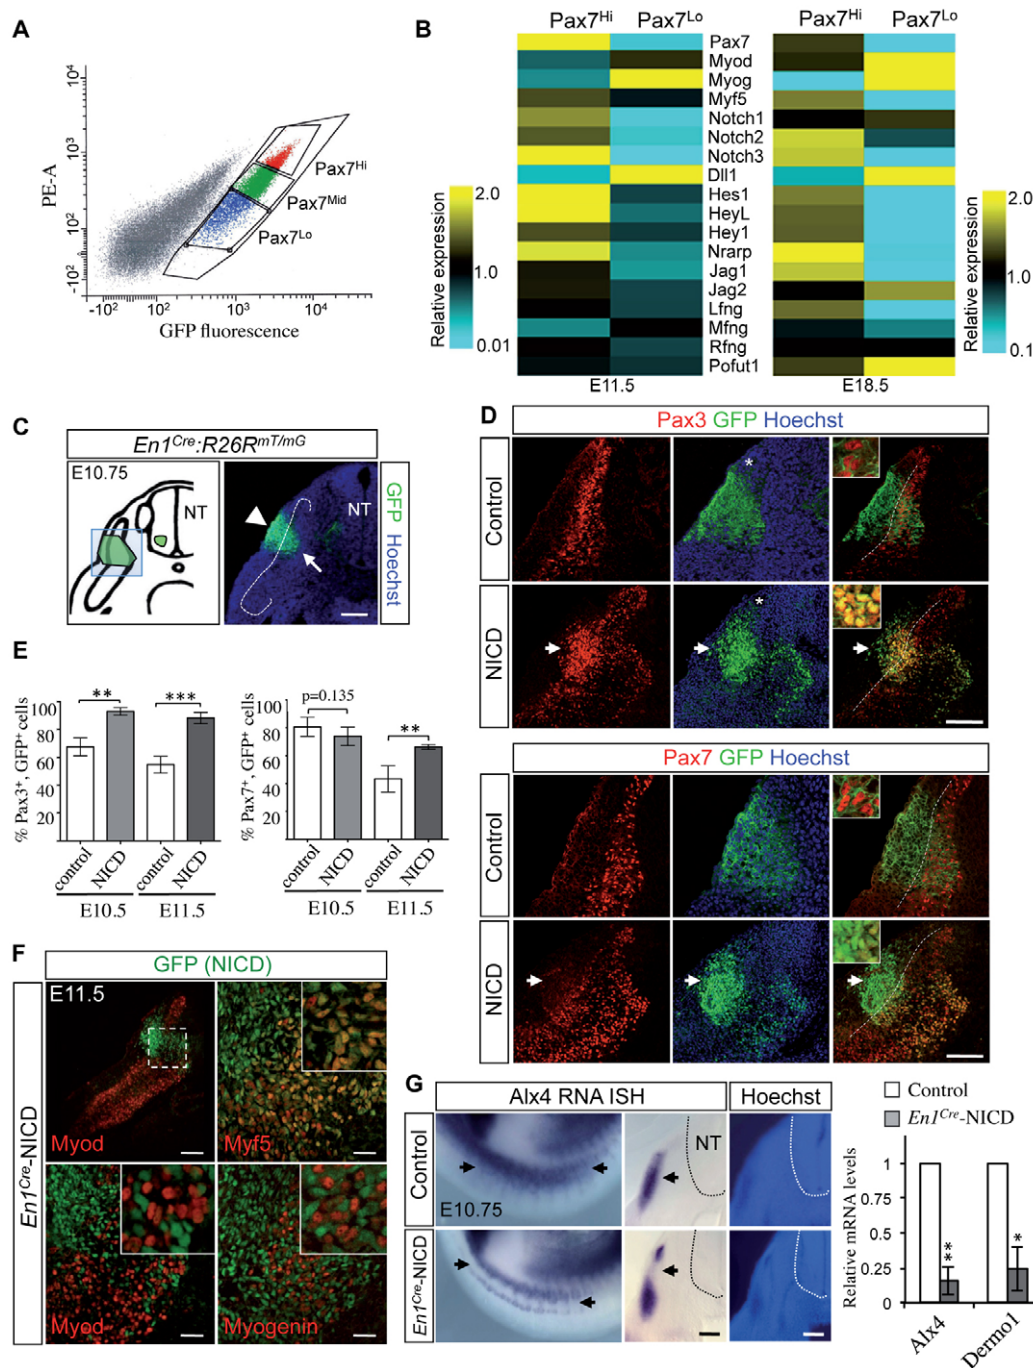 A
PE-A
10⁴
10³
10²
-10²
-10² 10² 10³ 10⁴
GFP fluorescence
Pax7Hi
Pax7Mid
Pax7Lo
B
Pax7Hi Pax7Lo
Pax7Hi Pax7Lo
Relative expression
2.0
1.0
0.01
Pax7
Myod
Myog
Myf5
Notch1
Notch2
Notch3
Dll1
Hes1
HeyL
Hey1
Nrarp
Jag1
Jag2
Lfng
Mfng
Rfng
Pofut1
E11.5
E18.5
Relative expression
2.0
1.0
0.1
C
En1Cre:R26RmT/mG
E10.75
NT
NT
GFP Hoechst
D
Pax3 GFP Hoechst
Control
*
NICD
*
Pax7 GFP Hoechst
Control
NICD
E
% Pax3⁺, GFP⁺ cells
100
80
60
40
20
** ***
control NICD control NICD
E10.5 E11.5
% Pax7⁺, GFP⁺ cells
100
80
60
40
20
p=0.135
**
control NICD control NICD
E10.5 E11.5
F
GFP (NICD)
En1Cre-NICD
E11.5
Myod
Myf5
Myod
Myogenin
G
Alx4 RNA ISH
Hoechst
Control
E10.75
NT
En1Cre-NICD
Control
En1Cre-NICD
Relative mRNA levels
1
0.75
0.5
0.25
0
**
*
Alx4
Dermo1